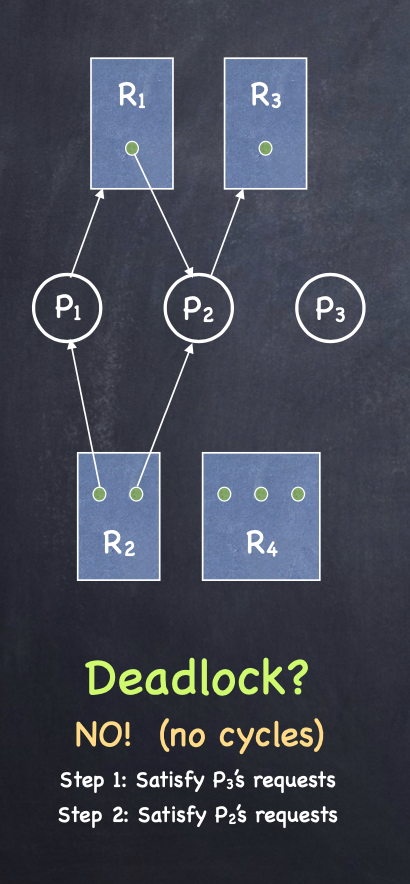 R₁ R₃
P₁ P₂ P₃
R₂ R₄
Deadlock?
NO! (no cycles)
Step 1: Satisfy P₃'s requests
Step 2: Satisfy P₂'s requests